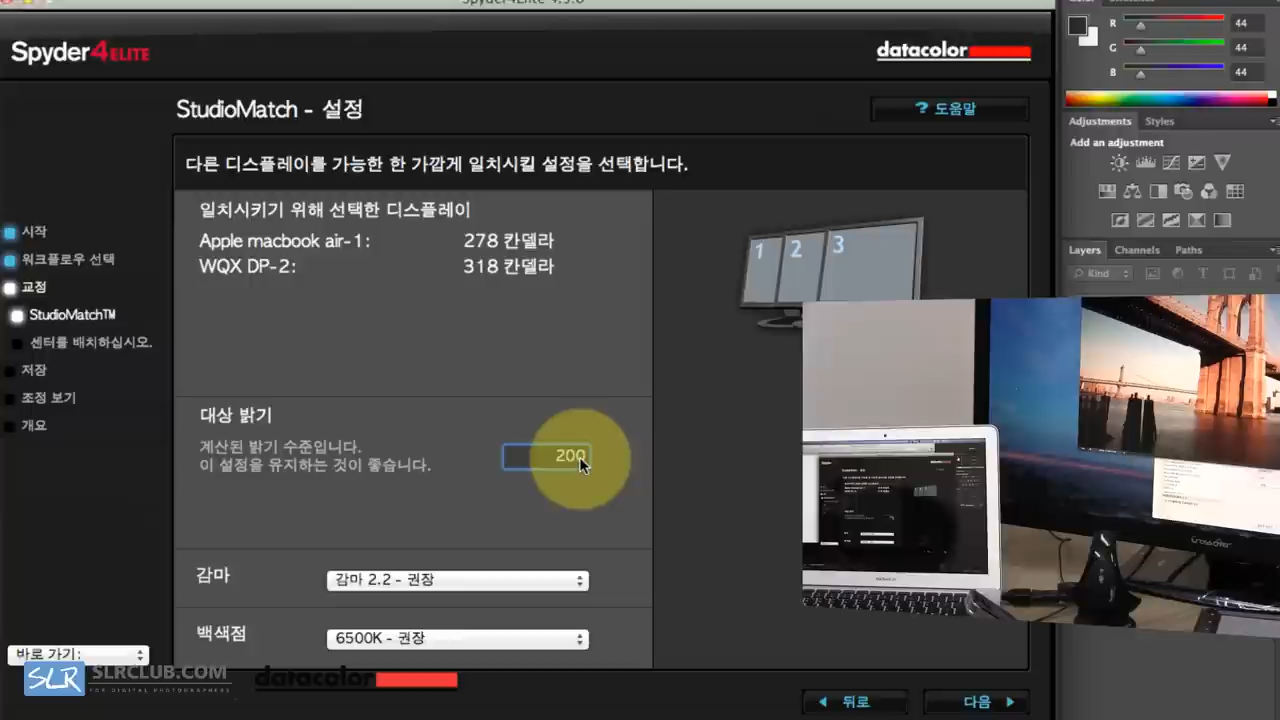 Spyder4Elite 4.5.6
Spyder4ELITE
datacolor
StudioMatch - 설정
? 도움말
다른 디스플레이를 가능한 한 가깝게 일치시킬 설정을 선택합니다.
일치시키기 위해 선택한 디스플레이
Apple macbook air-1: 278 칸델라
WQX DP-2: 318 칸델라
1 2 3
시작
워크플로우 선택
교정
StudioMatch™
센터를 배치하십시오.
저장
조정 보기
개요
대상 밝기
계산된 밝기 수준입니다.
이 설정을 유지하는 것이 좋습니다.
200
감마
감마 2.2 - 권장
백색점
6500K - 권장
바로 가기:
SLR SLRCLUB.COM
FOR DIGITAL PHOTOGRAPHERS
datacolor
뒤로
다음
R 44
G 44
B 44
Adjustments Styles
Add an adjustment
Layers Channels Paths
Kind
Crossover